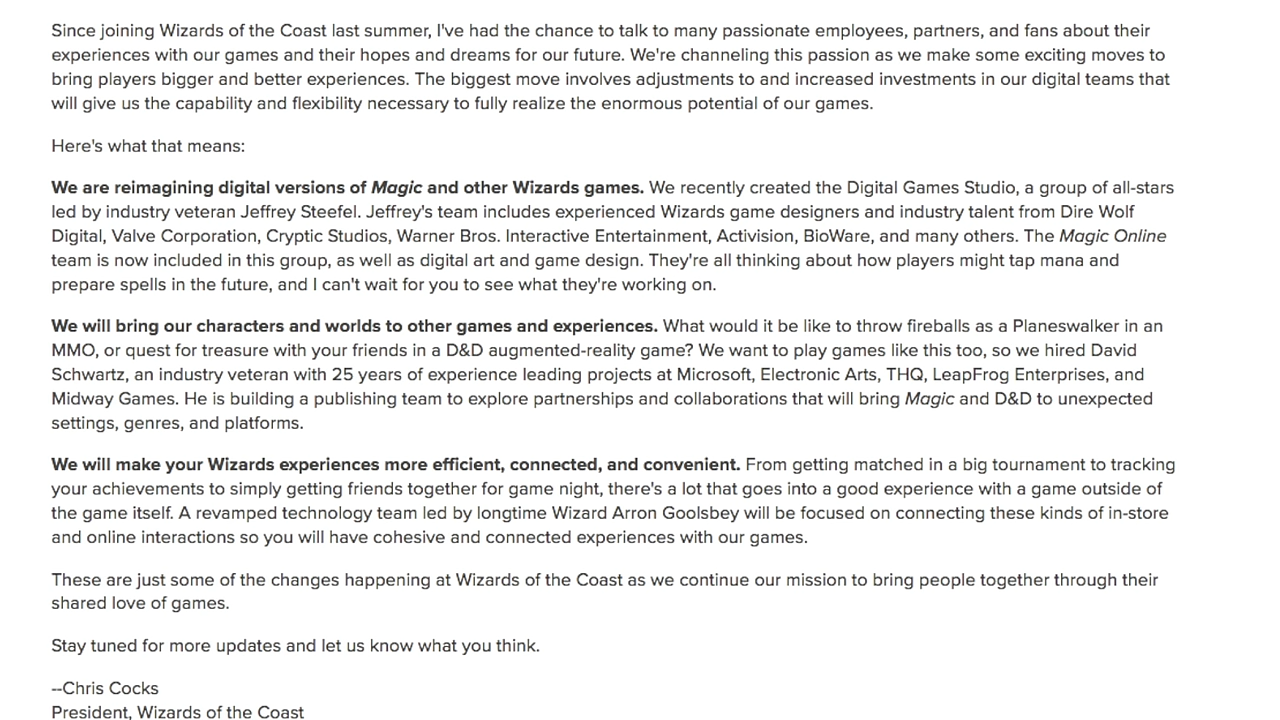 Since joining Wizards of the Coast last summer, I've had the chance to talk to many passionate employees, partners, and fans about their
experiences with our games and their hopes and dreams for our future. We're channeling this passion as we make some exciting moves to
bring players bigger and better experiences. The biggest move involves adjustments to and increased investments in our digital teams that
will give us the capability and flexibility necessary to fully realize the enormous potential of our games.
Here's what that means:
We are reimagining digital versions of Magic and other Wizards games. We recently created the Digital Games Studio, a group of all-stars
led by industry veteran Jeffrey Steefel. Jeffrey's team includes experienced Wizards game designers and industry talent from Dire Wolf
Digital, Valve Corporation, Cryptic Studios, Warner Bros. Interactive Entertainment, Activision, BioWare, and many others. The Magic Online
team is now included in this group, as well as digital art and game design. They're all thinking about how players might tap mana and
prepare spells in the future, and I can't wait for you to see what they're working on.
We will bring our characters and worlds to other games and experiences. What would it be like to throw fireballs as a Planeswalker in an
MMO, or quest for treasure with your friends in a D&D augmented-reality game? We want to play games like this too, so we hired David
Schwartz, an industry veteran with 25 years of experience leading projects at Microsoft, Electronic Arts, THQ, LeapFrog Enterprises, and
Midway Games. He is building a publishing team to explore partnerships and collaborations that will bring Magic and D&D to unexpected
settings, genres, and platforms.
We will make your Wizards experiences more efficient, connected, and convenient. From getting matched in a big tournament to tracking
your achievements to simply getting friends together for game night, there's a lot that goes into a good experience with a game outside of
the game itself. A revamped technology team led by longtime Wizard Arron Goolsbey will be focused on connecting these kinds of in-store
and online interactions so you will have cohesive and connected experiences with our games.
These are just some of the changes happening at Wizards of the Coast as we continue our mission to bring people together through their
shared love of games.
Stay tuned for more updates and let us know what you think.
--Chris Cocks
President, Wizards of the Coast